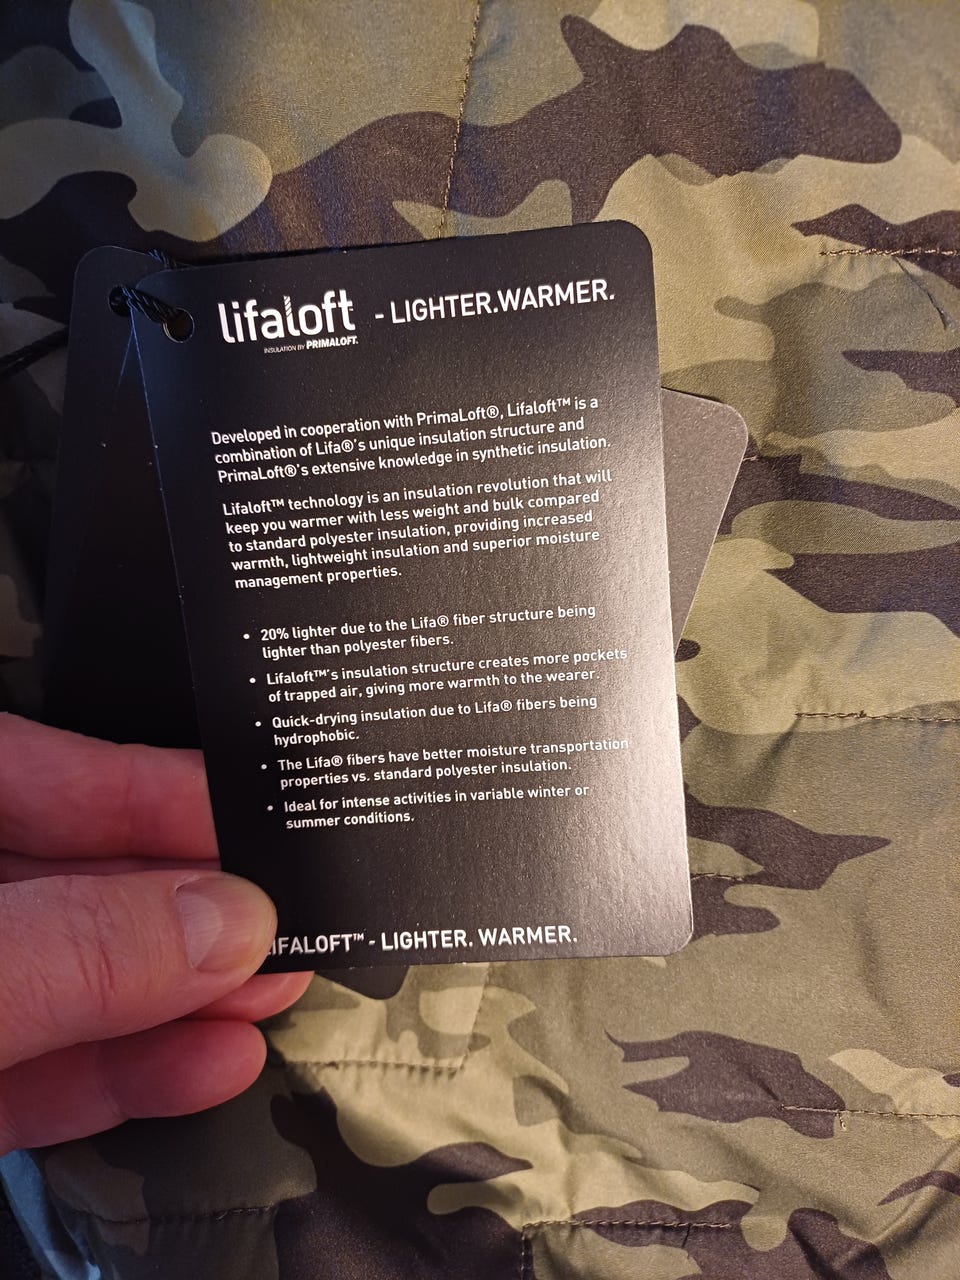 lifaloft - LIGHTER.WARMER.
INSULATION BY PRIMALOFT.
Developed in cooperation with PrimaLoft®, Lifaloft™ is a
combination of Lifa®'s unique insulation structure and
PrimaLoft®'s extensive knowledge in synthetic insulation.
Lifaloft™ technology is an insulation revolution that will
keep you warmer with less weight and bulk compared
to standard polyester insulation, providing increased
warmth, lightweight insulation and superior moisture
management properties.
• 20% lighter due to the Lifa® fiber structure being
lighter than polyester fibers.
• Lifaloft™'s insulation structure creates more pockets
of trapped air, giving more warmth to the wearer.
• Quick-drying insulation due to Lifa® fibers being
hydrophobic.
• The Lifa® fibers have better moisture transportation
properties vs. standard polyester insulation.
• Ideal for intense activities in variable winter or
summer conditions.
LIFALOFT™ - LIGHTER. WARMER.